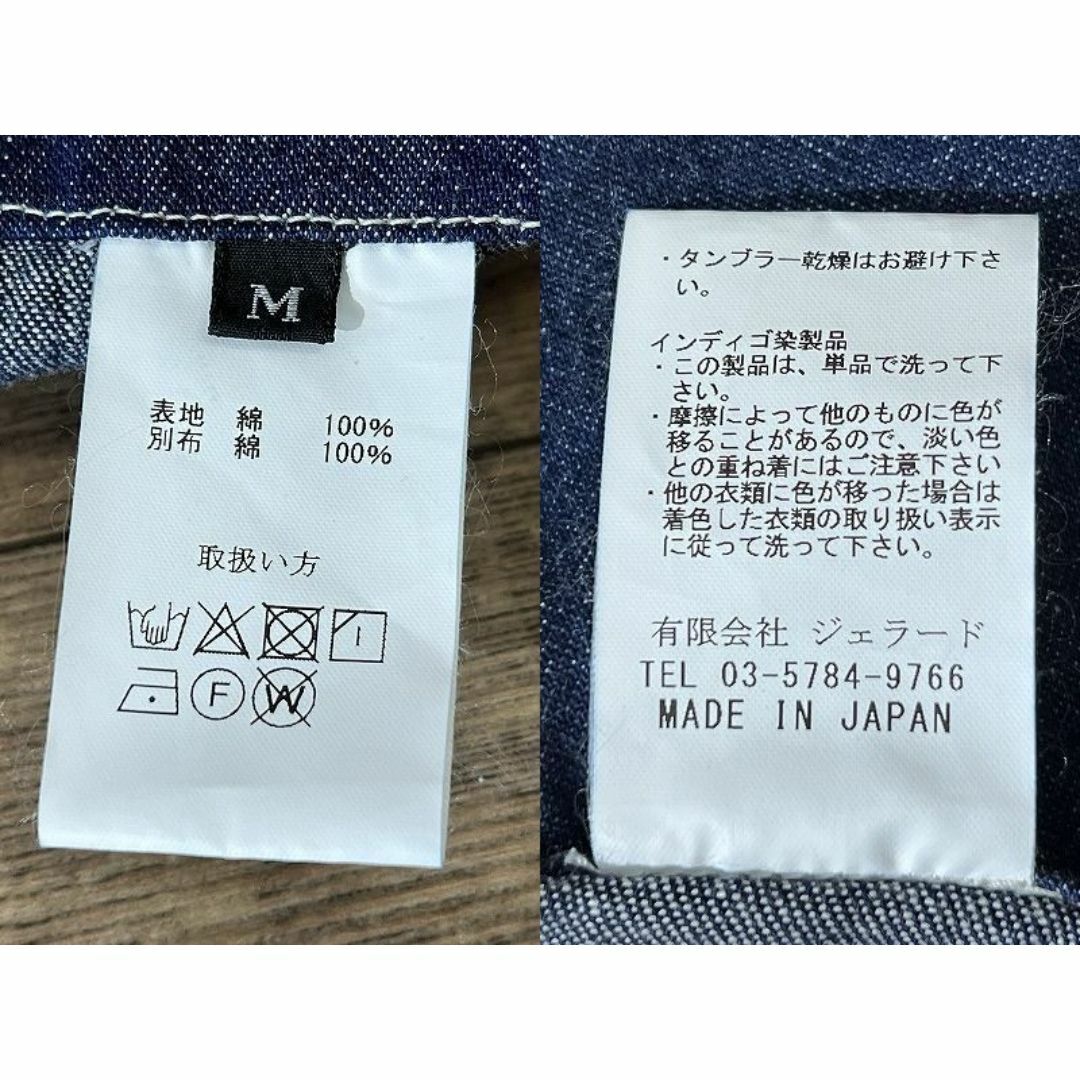 M
表地 綿 100%
別布 綿 100%
取扱い方
F W
・タンブラー乾燥はお避け下さ
い。
インディゴ染製品
・この製品は、単品で洗って下
さい。
・摩擦によって他のものに色が
移ることがあるので、淡い色
との重ね着にはご注意下さい
・他の衣類に色が移った場合は
着色した衣類の取り扱い表示
に従って洗って下さい。
有限会社 ジェラード
TEL 03-5784-9766
MADE IN JAPAN